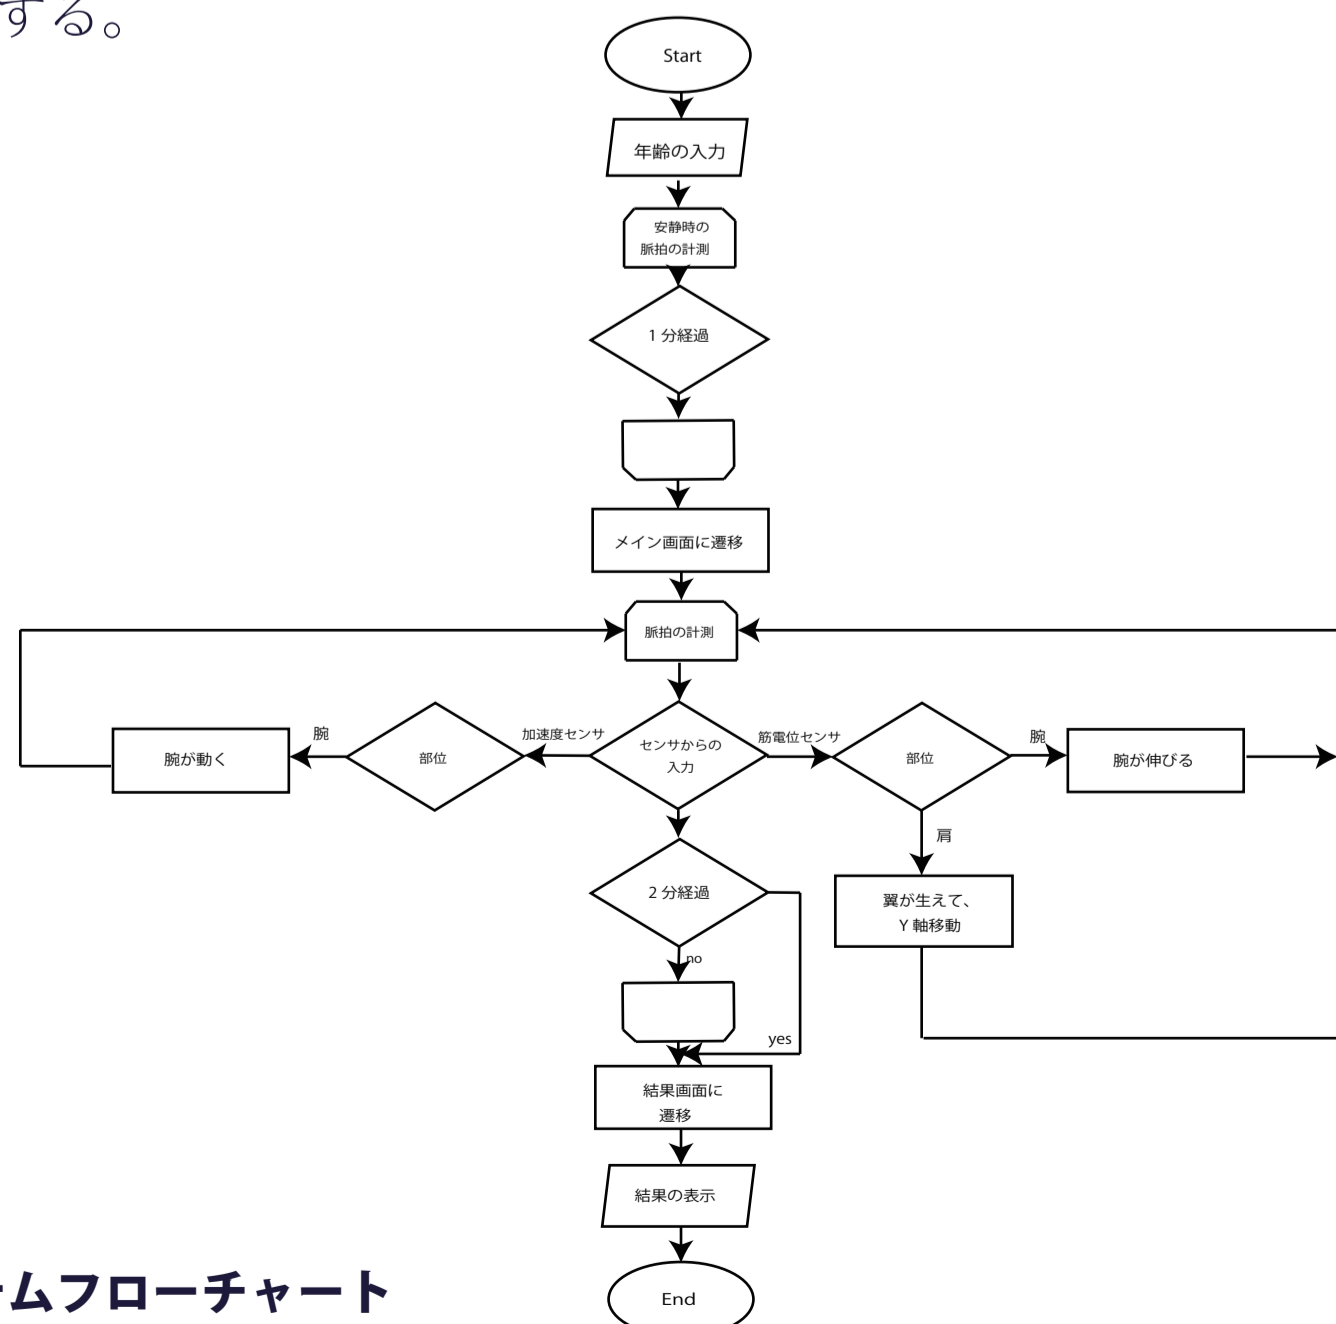 する。
Start
年齢の入力
安静時の
脈拍の計測
1 分経過
メイン画面に遷移
脈拍の計測
腕が動く
腕
部位
加速度センサ
センサからの
入力
筋電位センサ
部位
腕
腕が伸びる
肩
翼が生えて、
Y 軸移動
2 分経過
no
yes
結果画面に
遷移
結果の表示
End
ームフローチャート